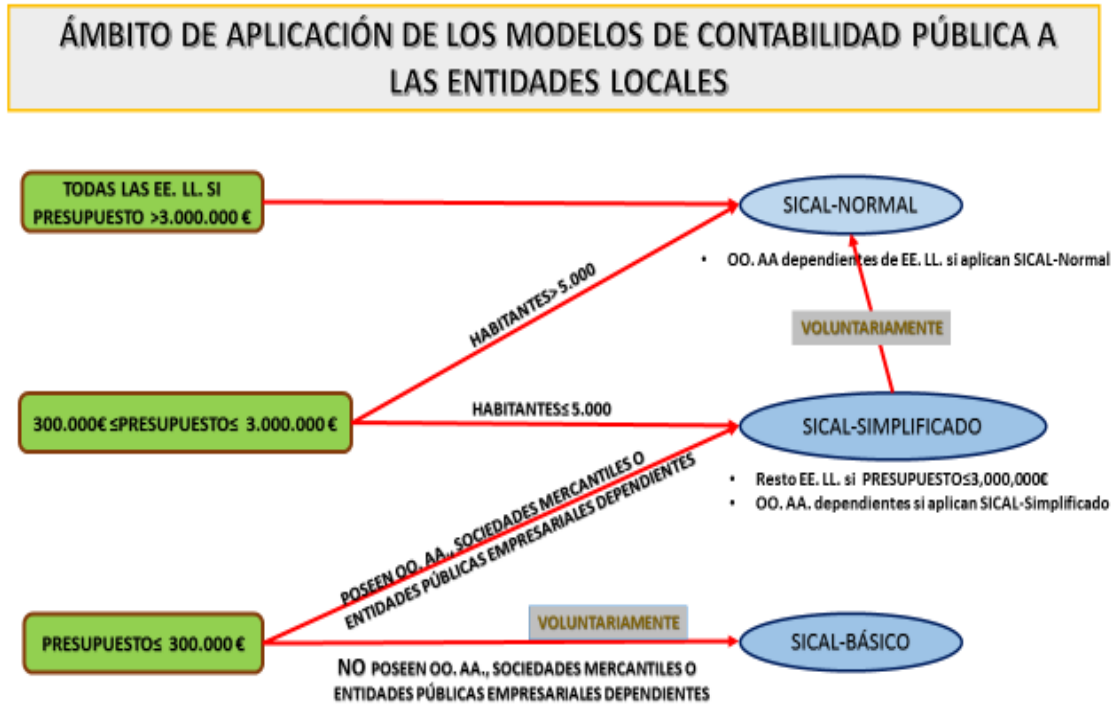 ÁMBITO DE APLICACIÓN DE LOS MODELOS DE CONTABILIDAD PÚBLICA A
LAS ENTIDADES LOCALES
TODAS LAS EE. LL. SI
PRESUPUESTO >3.000.000 €
SICAL-NORMAL
• OO. AA dependientes de EE. LL. si aplican SICAL-Normal
HABITANTES> 5.000
VOLUNTARIAMENTE
300.000€ ≤PRESUPUESTO≤ 3.000.000 €
HABITANTES≤ 5.000
SICAL-SIMPLIFICADO
• Resto EE. LL. si PRESUPUESTO≤3,000,000€
• OO. AA. dependientes si aplican SICAL-Simplificado
POSEEN OO. AA., SOCIEDADES MERCANTILES O
ENTIDADES PÚBLICAS EMPRESARIALES DEPENDIENTES
PRESUPUESTO≤ 300.000 €
VOLUNTARIAMENTE
SICAL-BÁSICO
NO POSEEN OO. AA., SOCIEDADES MERCANTILES O
ENTIDADES PÚBLICAS EMPRESARIALES DEPENDIENTES